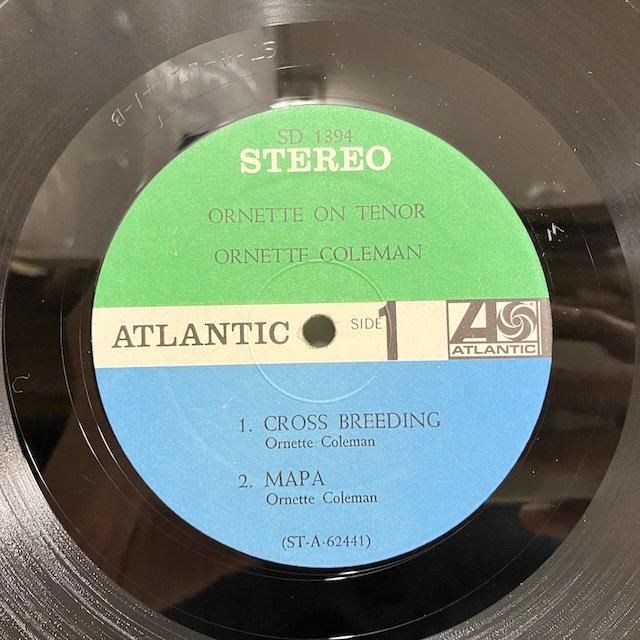 SD 1394
STEREO
ORNETTE ON TENOR
ORNETTE COLEMAN
ATLANTIC SIDE 1 ATLANTIC
1. CROSS BREEDING
Ornette Coleman
2. MAPA
Ornette Coleman
(ST-A-62441)